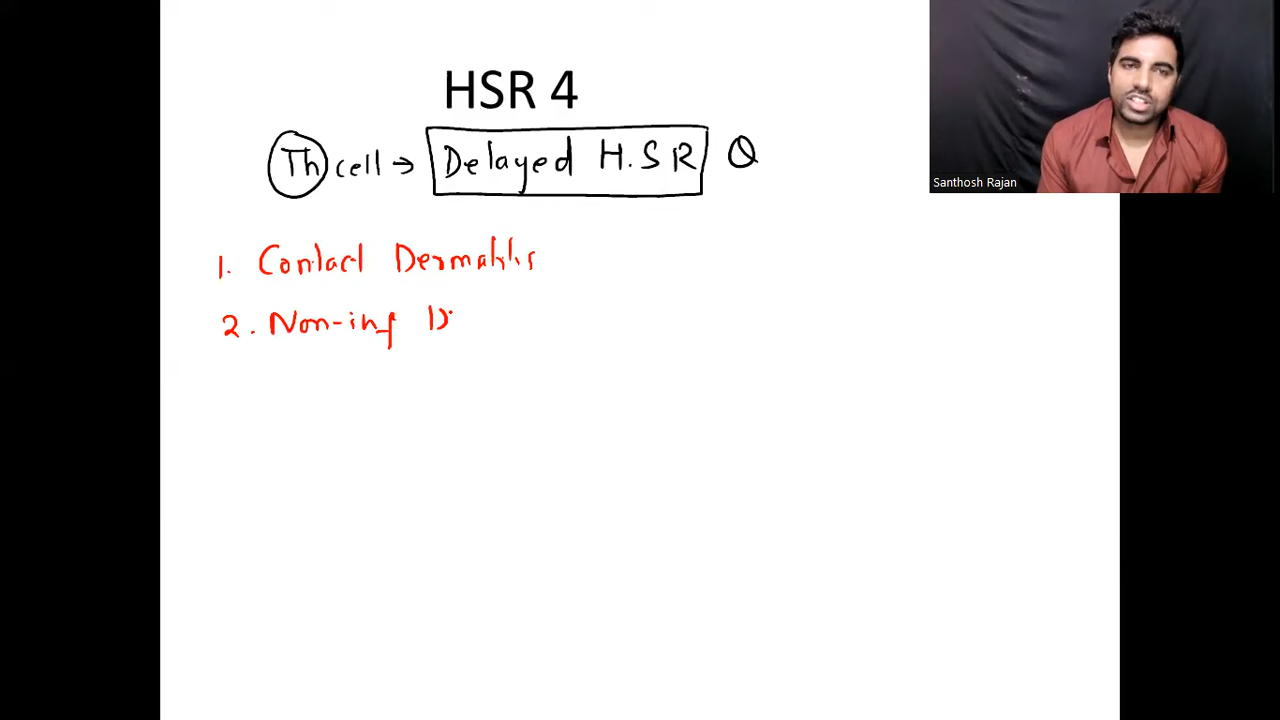 HSR 4
Th cell → Delayed H.S R Q
1. Contact Dermatitis
2. Non-inf
Santhosh Rajan